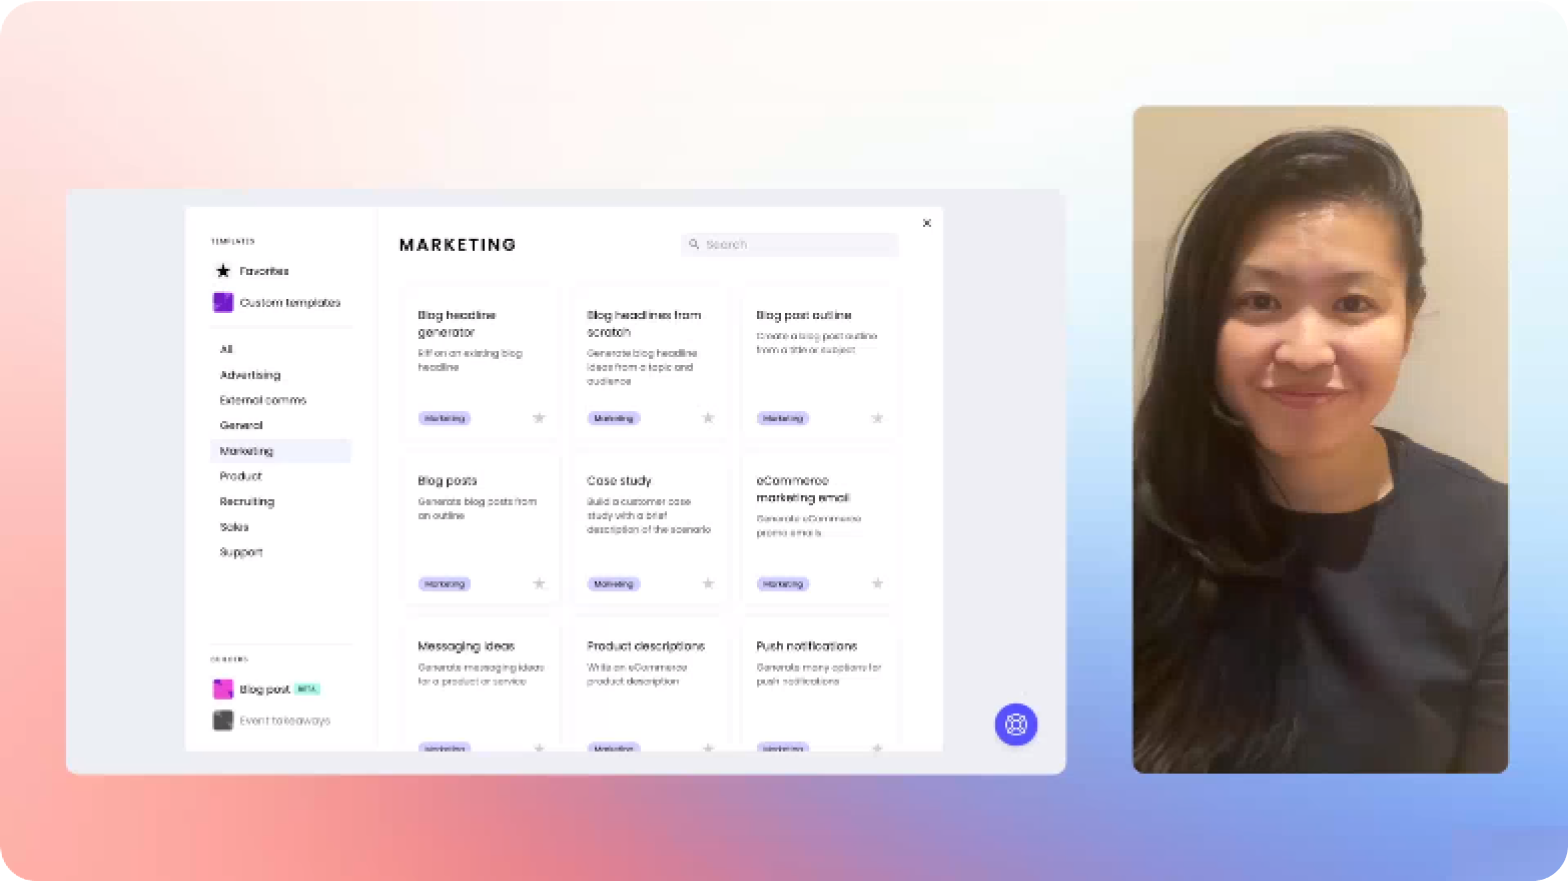 TEMPLATES
Favorites
Custom templates
All
Advertising
External comms
General
Marketing
Product
Recruiting
Sales
Support
Blog post BETA
Event takeaways
MARKETING
Search
Blog headline
generator
Riff on an existing blog
headline
Marketing
Blog headlines from
scratch
Generate blog headline
ideas from a topic and
audience
Marketing
Blog post outline
Create a blog post outline
from a title or subject
Marketing
Blog posts
Generate blog posts from
an outline
Marketing
Case study
Build a customer case
study with a brief
description of the scenario
Marketing
eCommerce
marketing email
Generate eCommerce
promo emails
Marketing
Messaging ideas
Generate messaging ideas
for a product or service
Marketing
Product descriptions
Write an eCommerce
product description
Marketing
Push notifications
Generate many options for
push notifications
Marketing